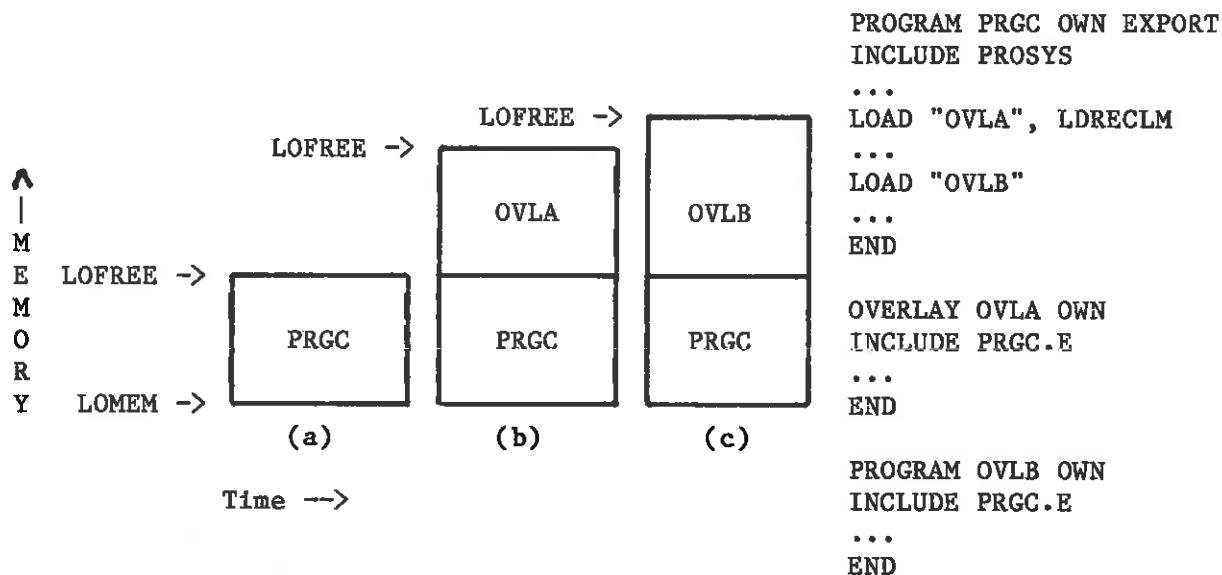 PROGRAM PRGC OWN EXPORT
INCLUDE PROSYS
...
LOFREE -> LOAD "OVLA", LDRECLM
LOFREE -> ...
LOAD "OVLB"
OVLA OVLB ...
END
^
|
M
E
M
O
R
Y
LOFREE ->
OVERLAY OVLA OWN
PRGC PRGC PRGC INCLUDE PRGC.E
...
LOMEM -> END
(a) (b) (c)
PROGRAM OVLB OWN
Time --> INCLUDE PRGC.E
...
END